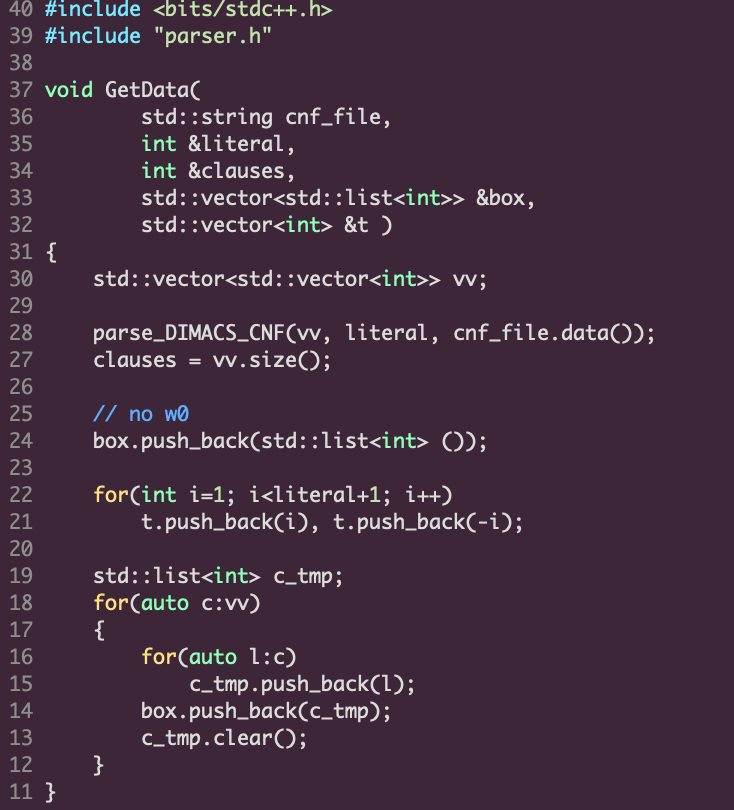 40 #include <bits/stdc++.h>
39 #include "parser.h"
38
37 void GetData(
36         std::string cnf_file,
35         int &literal,
34         int &clauses,
33         std::vector<std::list<int>> &box,
32         std::vector<int> &t )
31 {
30     std::vector<std::vector<int>> vv;
29
28     parse_DIMACS_CNF(vv, literal, cnf_file.data());
27     clauses = vv.size();
26
25     // no w0
24     box.push_back(std::list<int> ());
23
22     for(int i=1; i<literal+1; i++)
21         t.push_back(i), t.push_back(-i);
20
19     std::list<int> c_tmp;
18     for(auto c:vv)
17     {
16         for(auto l:c)
15             c_tmp.push_back(l);
14         box.push_back(c_tmp);
13         c_tmp.clear();
12     }
11 }